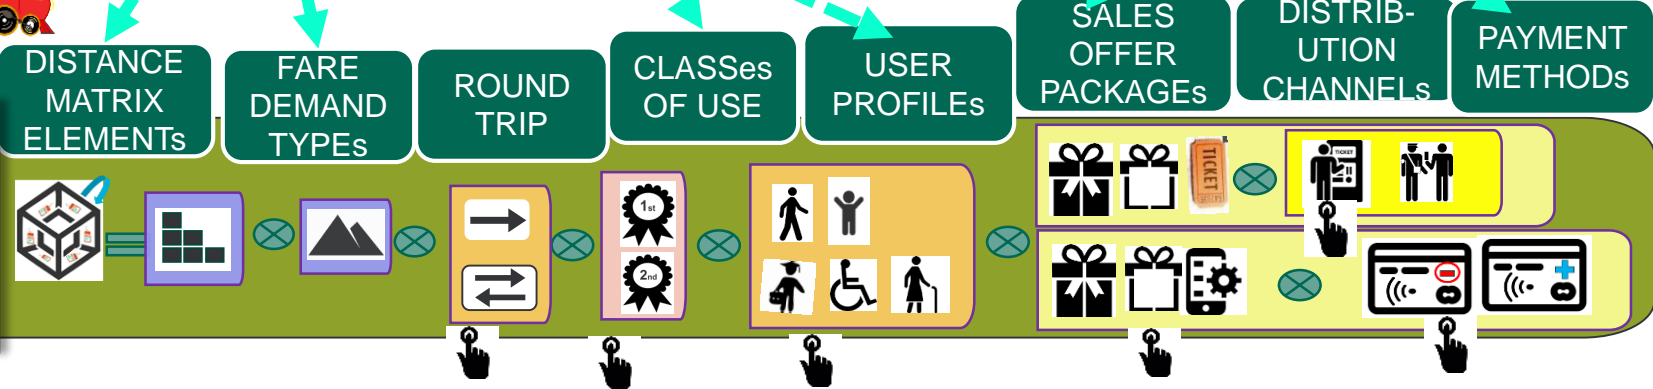 DISTANCE
MATRIX
ELEMENTs
FARE
DEMAND
TYPEs
ROUND
TRIP
CLASSes
OF USE
USER
PROFILEs
SALES
OFFER
PACKAGEs
DISTRIB-
UTION
CHANNELs
PAYMENT
METHODs
1st
2nd
TICKET
TICKET